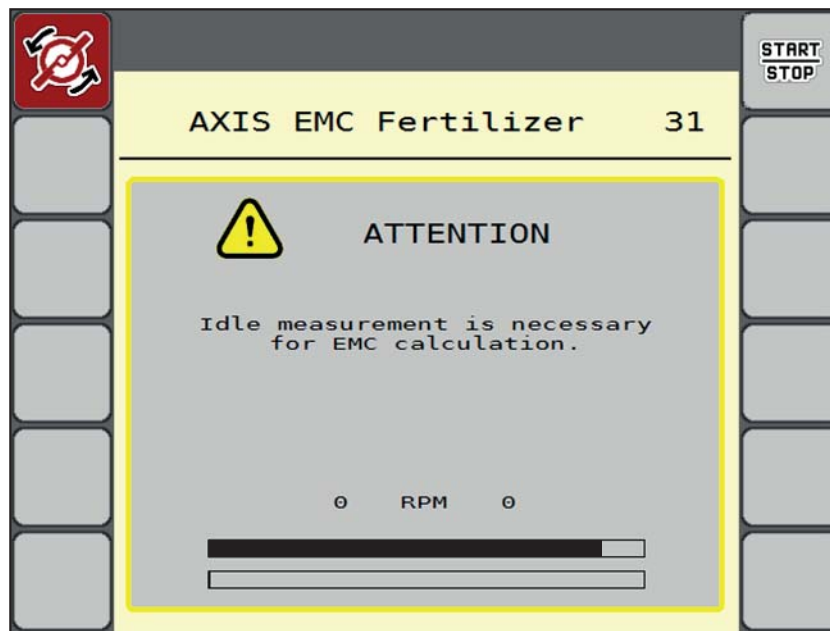 START
STOP
AXIS EMC Fertilizer 31
ATTENTION
Idle measurement is necessary
for EMC calculation.
0 RPM 0